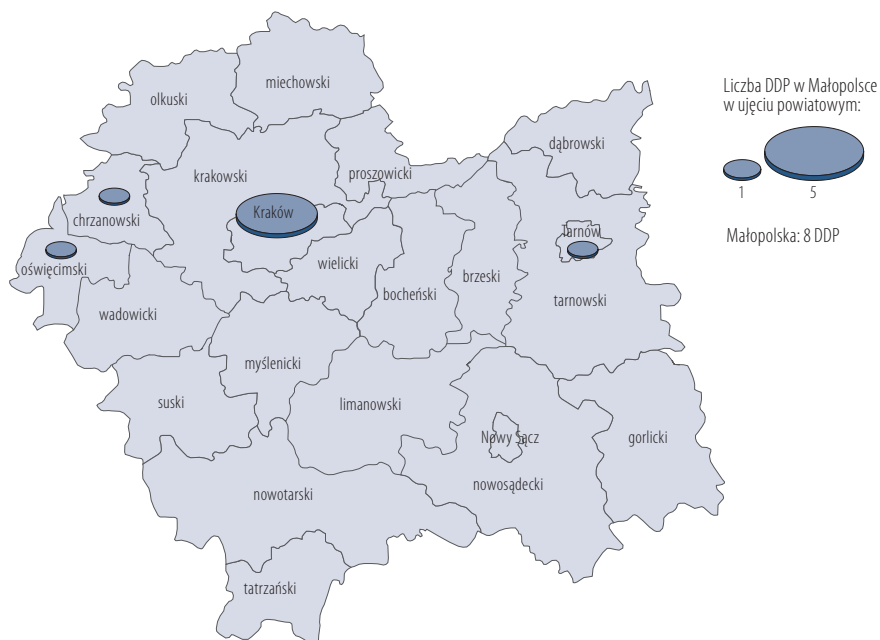 miechowski
olkuski
dąbrowski
proszowicki
krakowski
Kraków
chrzanowski
Tarnów
oświęcimski
wielicki
brzeski
bocheński
tarnowski
wadowicki
myślenicki
suski
limanowski
Nowy Sącz
gorlicki
nowosądecki
nowotarski
tatrzański
Liczba DDP w Małopolsce
w ujęciu powiatowym:
1 5
Małopolska: 8 DDP